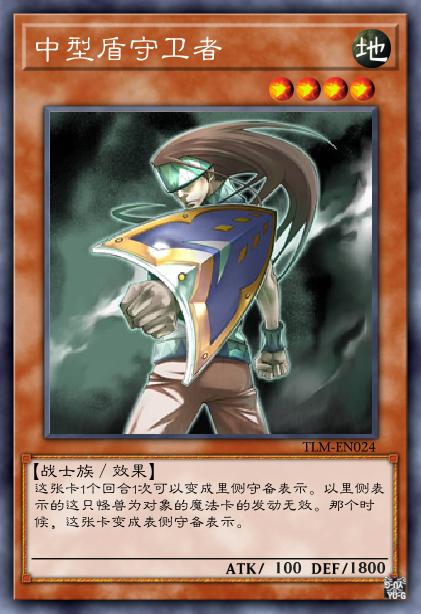 中型盾守卫者
地
TLM-EN024
【战士族/效果】
这张卡1个回合1次可以变成里侧守备表示。以里侧表
示的这只怪兽为对象的魔法卡的发动无效。那个时
候,这张卡变成表侧守备表示。
ATK/ 100 DEF/1800